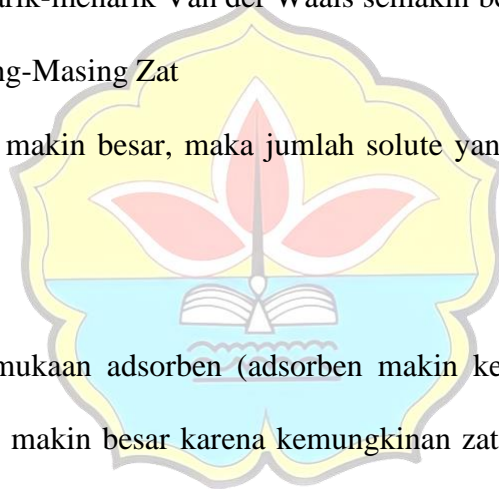 arik-menarik Van der Waals semakin be
ng-Masing Zat
makin besar, maka jumlah solute yan
mukaan adsorben (adsorben makin ke
makin besar karena kemungkinan zat